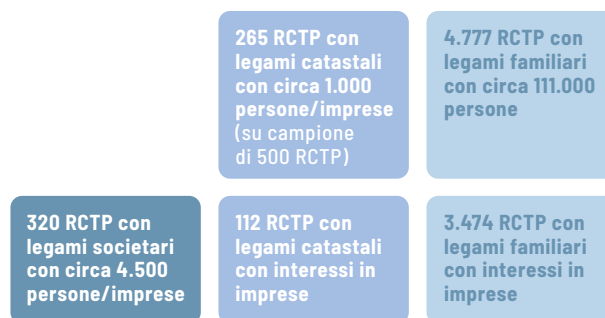 265 RCTP con
legami catastali
con circa 1.000
persone/imprese
(su campione
di 500 RCTP)
4.777 RCTP con
legami familiari
con circa 111.000
persone
320 RCTP con
legami societari
con circa 4.500
persone/imprese
112 RCTP con
legami catastali
con interessi in
imprese
3.474 RCTP con
legami familiari
con interessi in
imprese